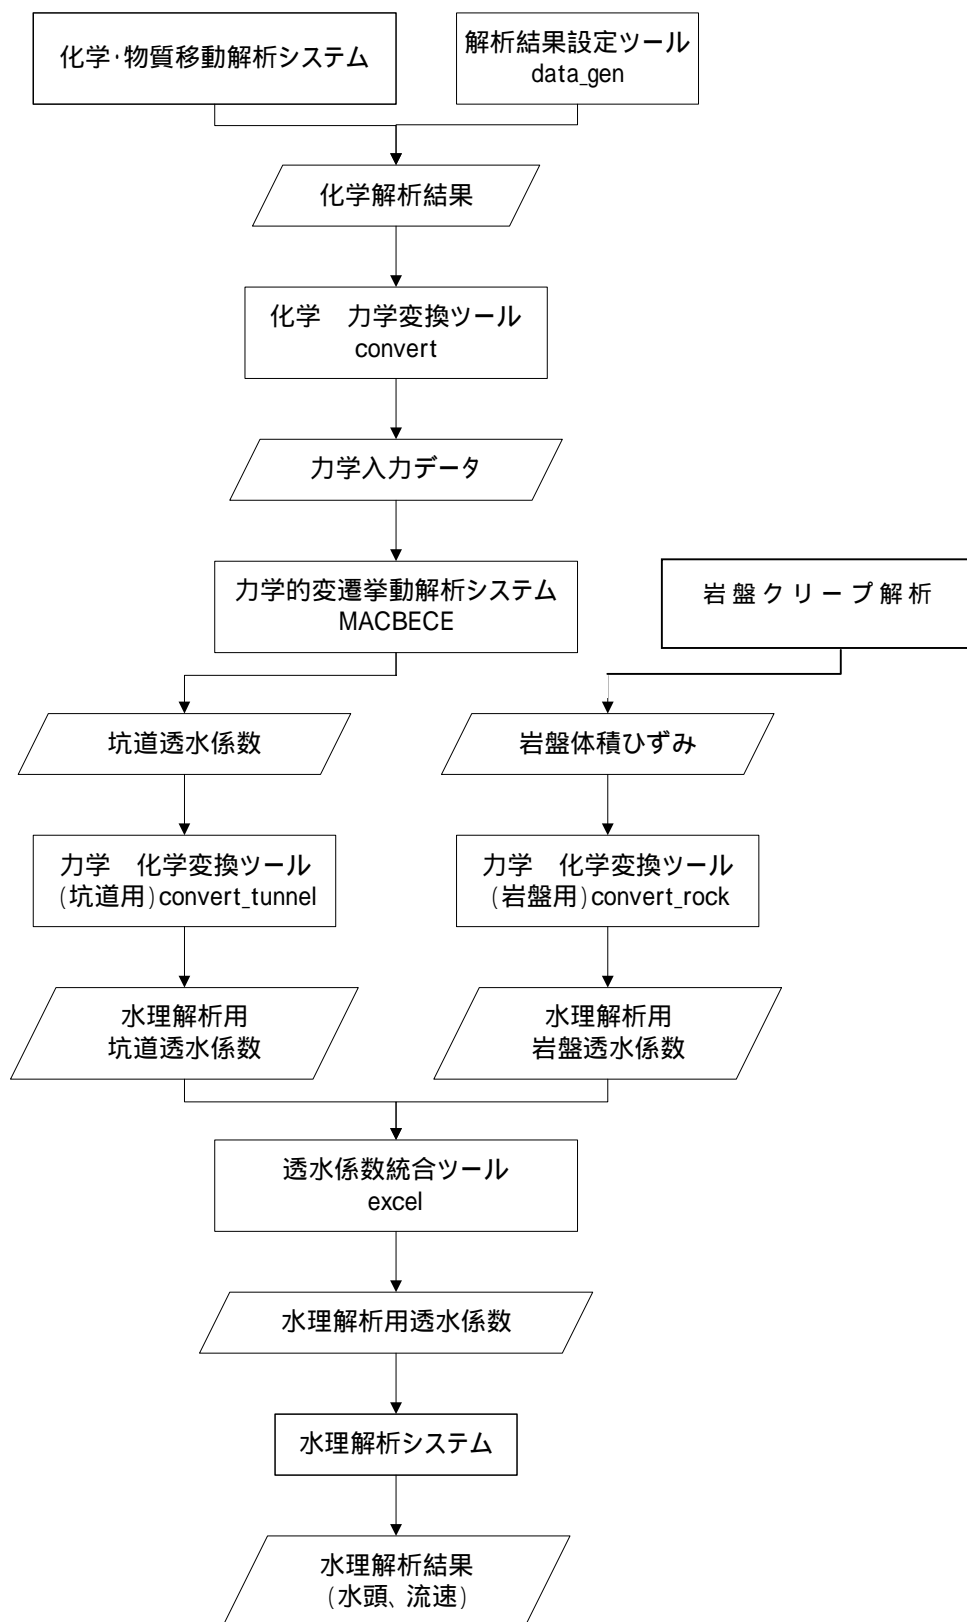 化学・物質移動解析システム
解析結果設定ツール
data_gen
化学解析結果
化学　力学変換ツール
convert
力学入力データ
力学的変遷挙動解析システム
MACBECE
岩盤クリープ解析
坑道透水係数
岩盤体積ひずみ
力学　化学変換ツール
(坑道用)convert_tunnel
力学　化学変換ツール
(岩盤用)convert_rock
水理解析用
坑道透水係数
水理解析用
岩盤透水係数
透水係数統合ツール
excel
水理解析用透水係数
水理解析システム
水理解析結果
(水頭、流速)